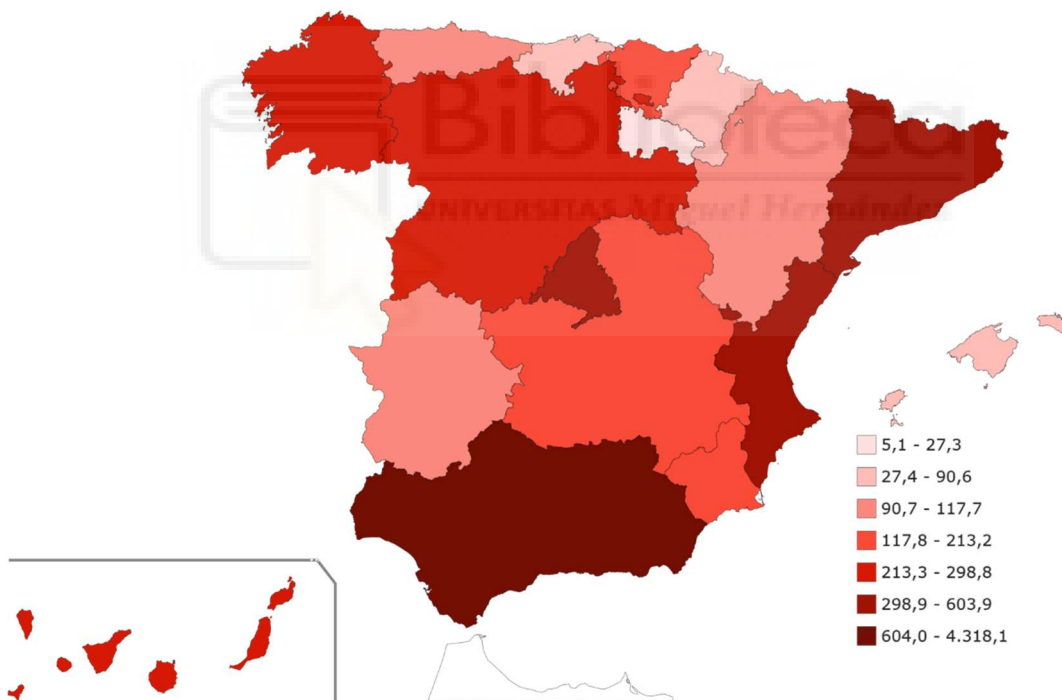 Biblioteca
UNIVERSITAS Miguel Hernández
5,1 - 27,3
27,4 - 90,6
90,7 - 117,7
117,8 - 213,2
213,3 - 298,8
298,9 - 603,9
604,0 - 4.318,1